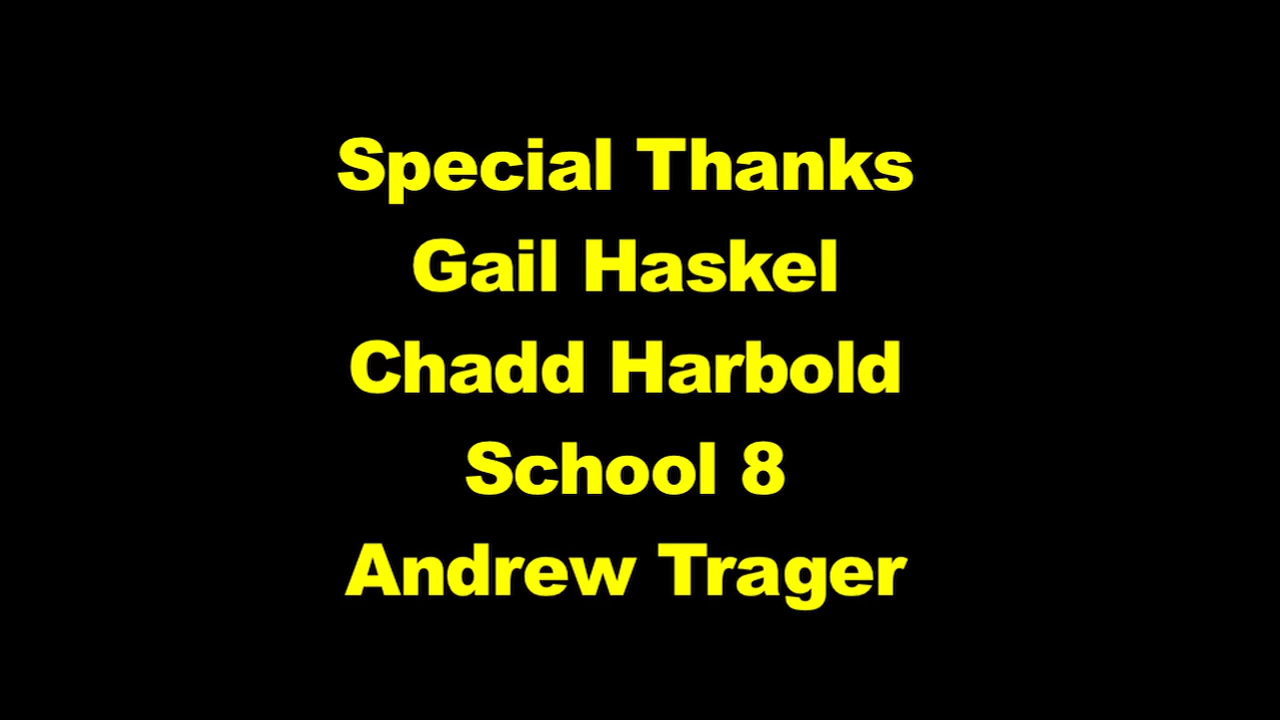 Special Thanks
Gail Haskel
Chadd Harbold
School 8
Andrew Trager